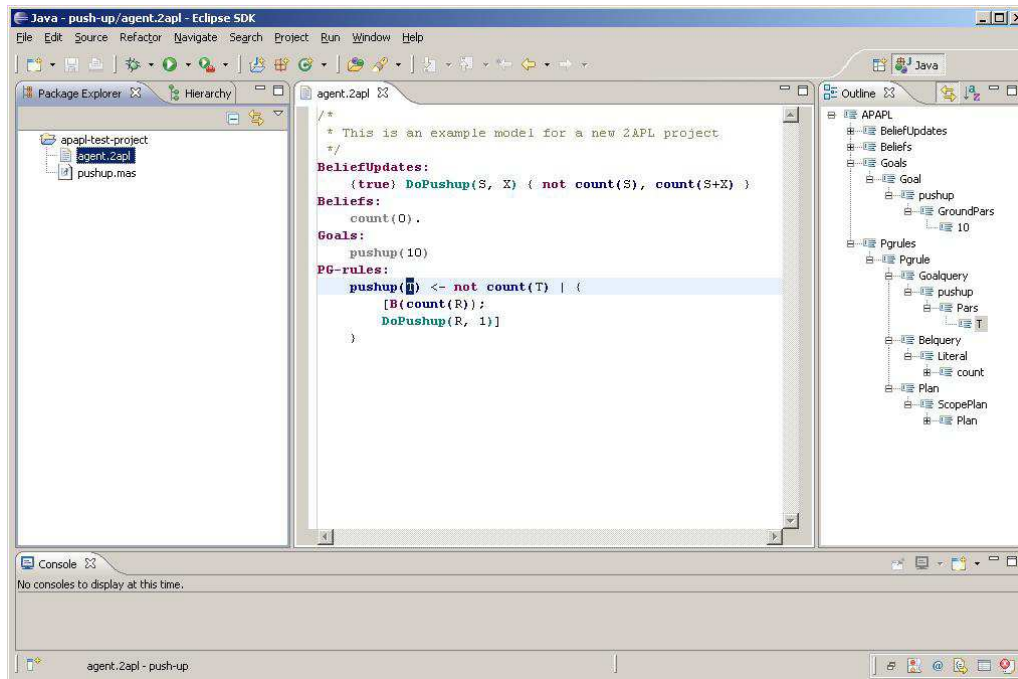 Java - push-up/agent.2apl - Eclipse SDK
File Edit Source Refactor Navigate Search Project Run Window Help
Java
Package Explorer
Hierarchy
apapl-test-project
agent.2apl
pushup.mas
agent.2apl
/*
* This is an example model for a new 2APL project
*/
BeliefUpdates:
{true} DoPushup(S, X) { not count(S), count(S+X) }
Beliefs:
count(0).
Goals:
pushup(10)
PG-rules:
pushup(T) <- not count(T) | {
[B(count(R));
DoPushup(R, 1)]
}
Outline
APAPL
BeliefUpdates
Beliefs
Goals
Goal
pushup
GroundPars
10
Pgrules
Pgrule
Goalquery
pushup
Pars
T
Belquery
Literal
count
Plan
ScopePlan
Plan
Console
No consoles to display at this time.
agent.2apl - push-up